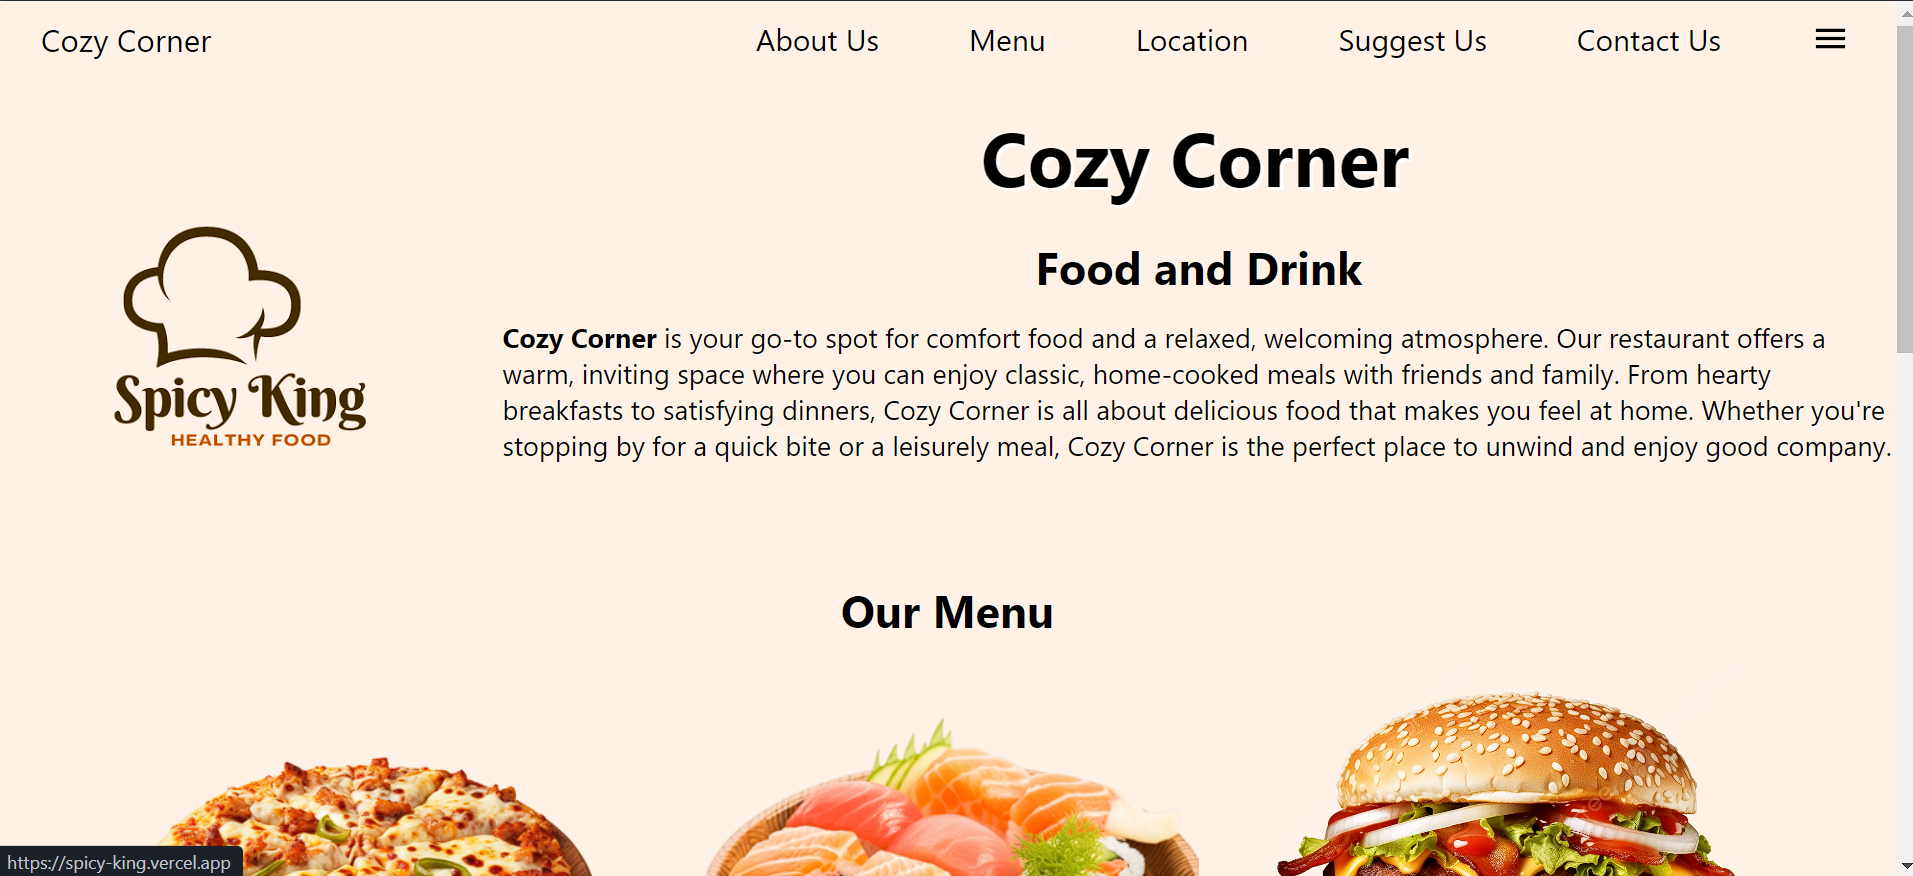 Cozy Corner
About Us
Menu
Location
Suggest Us
Contact Us
Cozy Corner
Food and Drink
Spicy King
HEALTHY FOOD
Cozy Corner is your go-to spot for comfort food and a relaxed, welcoming atmosphere. Our restaurant offers a
warm, inviting space where you can enjoy classic, home-cooked meals with friends and family. From hearty
breakfasts to satisfying dinners, Cozy Corner is all about delicious food that makes you feel at home. Whether you're
stopping by for a quick bite or a leisurely meal, Cozy Corner is the perfect place to unwind and enjoy good company.
Our Menu
https://spicy-king.vercel.app